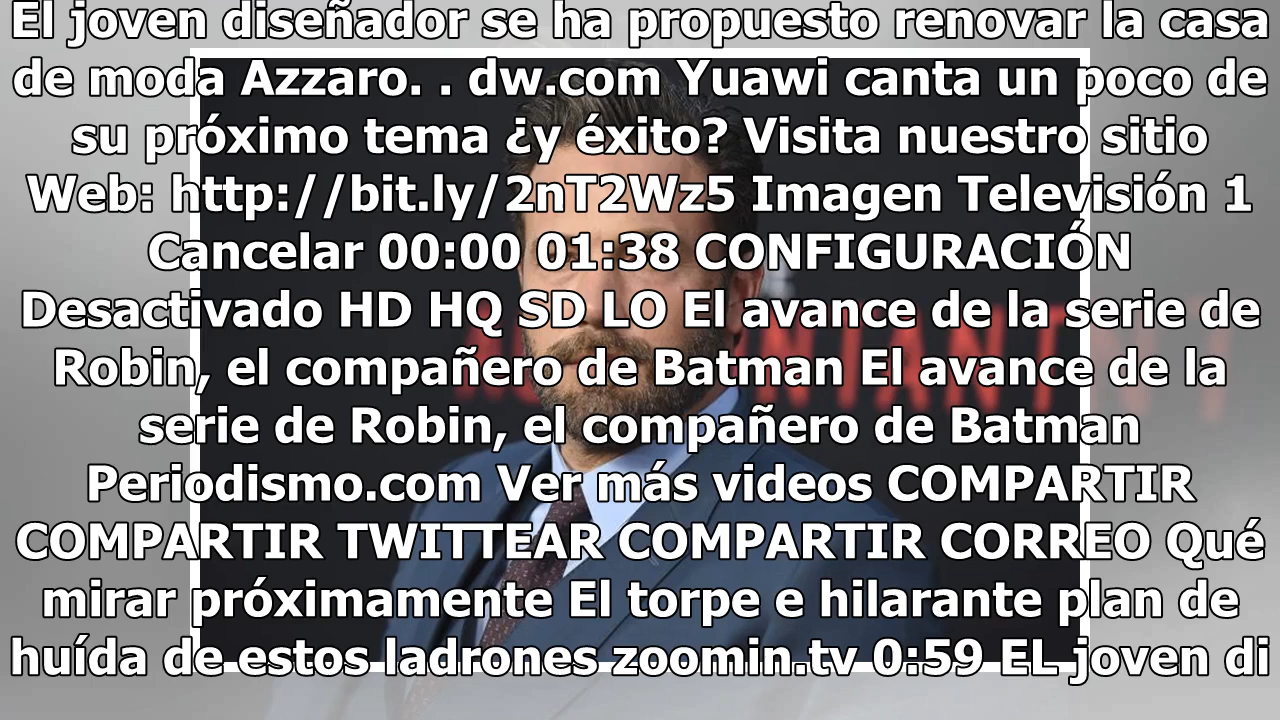 El joven diseñador se ha propuesto renovar la casa
de moda Azzaro. . dw.com Yuawi canta un poco de
su próximo tema ¿y éxito? Visita nuestro sitio
Web: http://bit.ly/2nT2Wz5 Imagen Televisión 1
Cancelar 00:00 01:38 CONFIGURACIÓN
Desactivado HD HQ SD LO El avance de la serie de
Robin, el compañero de Batman El avance de la
serie de Robin, el compañero de Batman
Periodismo.com Ver más videos COMPARTIR
COMPARTIR TWITTEAR COMPARTIR CORREO Qué
mirar próximamente El torpe e hilarante plan de
huída de estos ladrones zoomin.tv 0:59 EL joven di